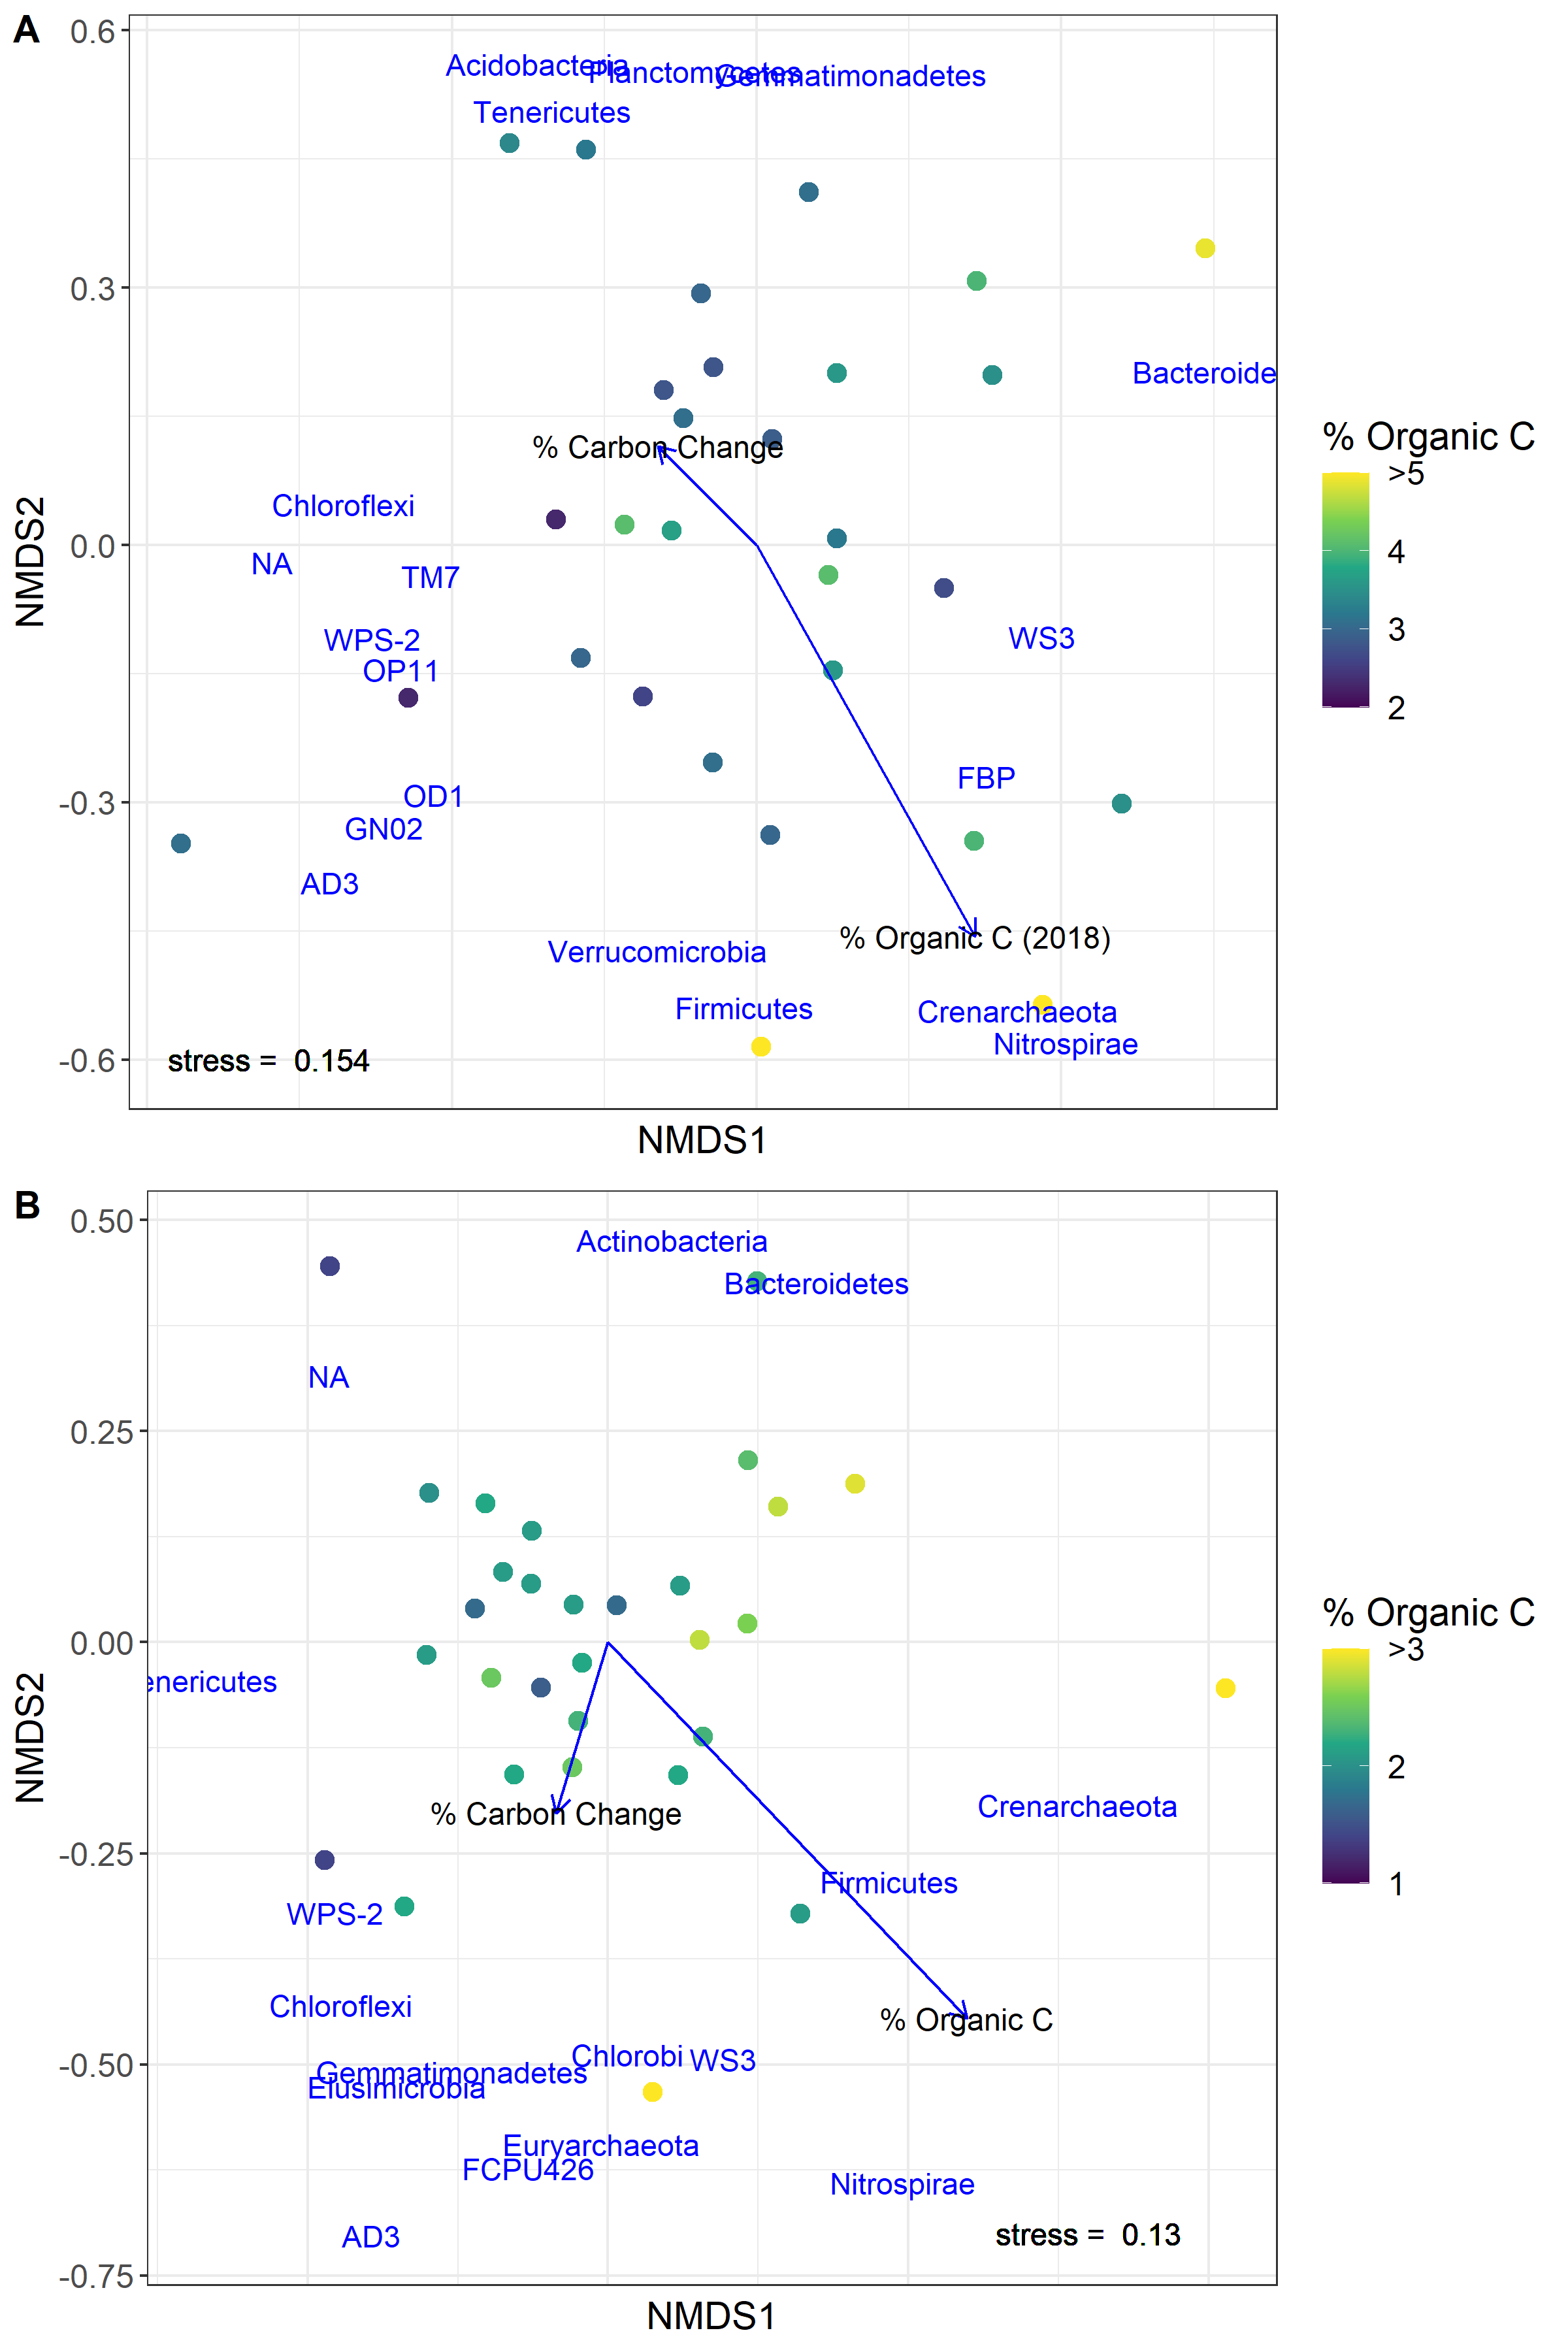 A
0.6
Acidobacteria
Planctomycetes
Gemmatimonadetes
Tenericutes
0.3
Bacteroide
% Organic C
>5
4
3
2
% Carbon Change
Chloroflexi
NMDS2
0.0
NA
TM7
WPS-2
WS3
OP11
FBP
-0.3
OD1
GN02
AD3
% Organic C (2018)
Verrucomicrobia
Firmicutes
Crenarchaeota
Nitrospirae
-0.6
stress = 0.154
NMDS1
B
0.50
Actinobacteria
Bacteroidetes
NA
0.25
0.00
enericutes
% Organic C
>3
2
1
NMDS2
Crenarchaeota
% Carbon Change
-0.25
Firmicutes
WPS-2
Chloroflexi
% Organic C
Chlorobi
WS3
-0.50
Gemmatimonadetes
Elusimicrobia
Euryarchaeota
FCPU426
Nitrospirae
AD3
stress = 0.13
-0.75
NMDS1